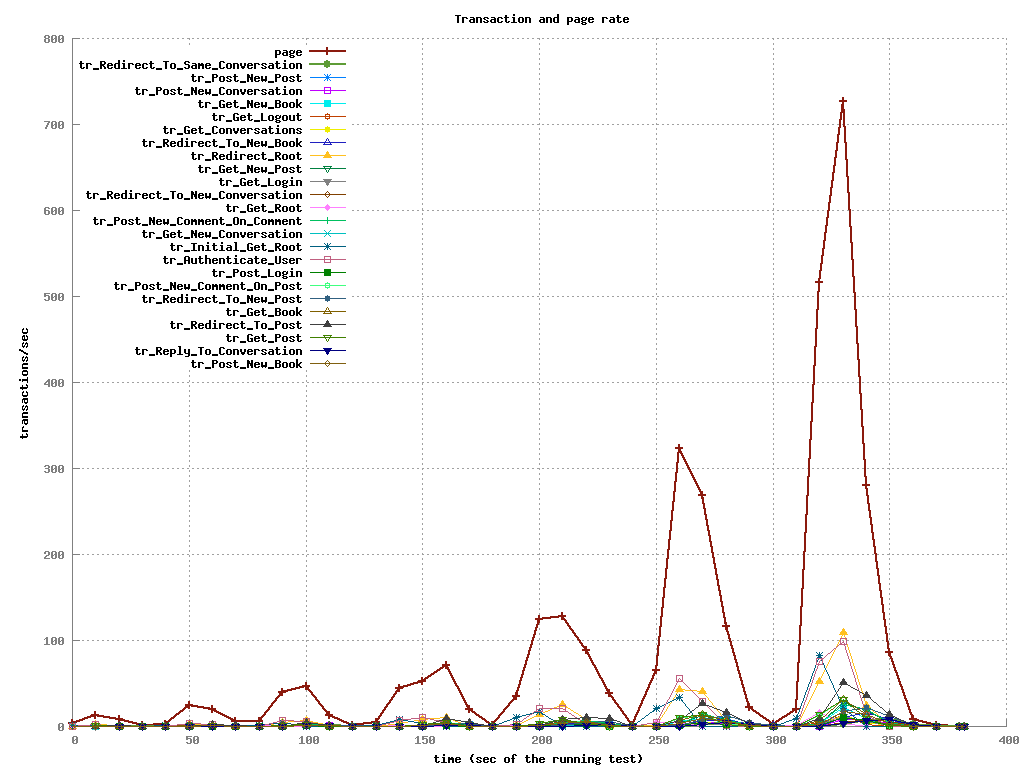 Transaction and page rate
800
700
600
500
400
300
200
100
0
transactions/sec
page
tr_Redirect_To_Same_Conversation
tr_Post_New_Post
tr_Post_New_Conversation
tr_Get_New_Book
tr_Get_Logout
tr_Get_Conversations
tr_Redirect_To_New_Book
tr_Redirect_Root
tr_Get_New_Post
tr_Get_Login
tr_Redirect_To_New_Conversation
tr_Get_Root
tr_Post_New_Comment_On_Comment
tr_Get_New_Conversation
tr_Initial_Get_Root
tr_Authenticate_User
tr_Post_Login
tr_Post_New_Comment_On_Post
tr_Redirect_To_New_Post
tr_Get_Book
tr_Redirect_To_Post
tr_Get_Post
tr_Reply_To_Conversation
tr_Post_New_Book
0 50 100 150 200 250 300 350 400
time (sec of the running test)